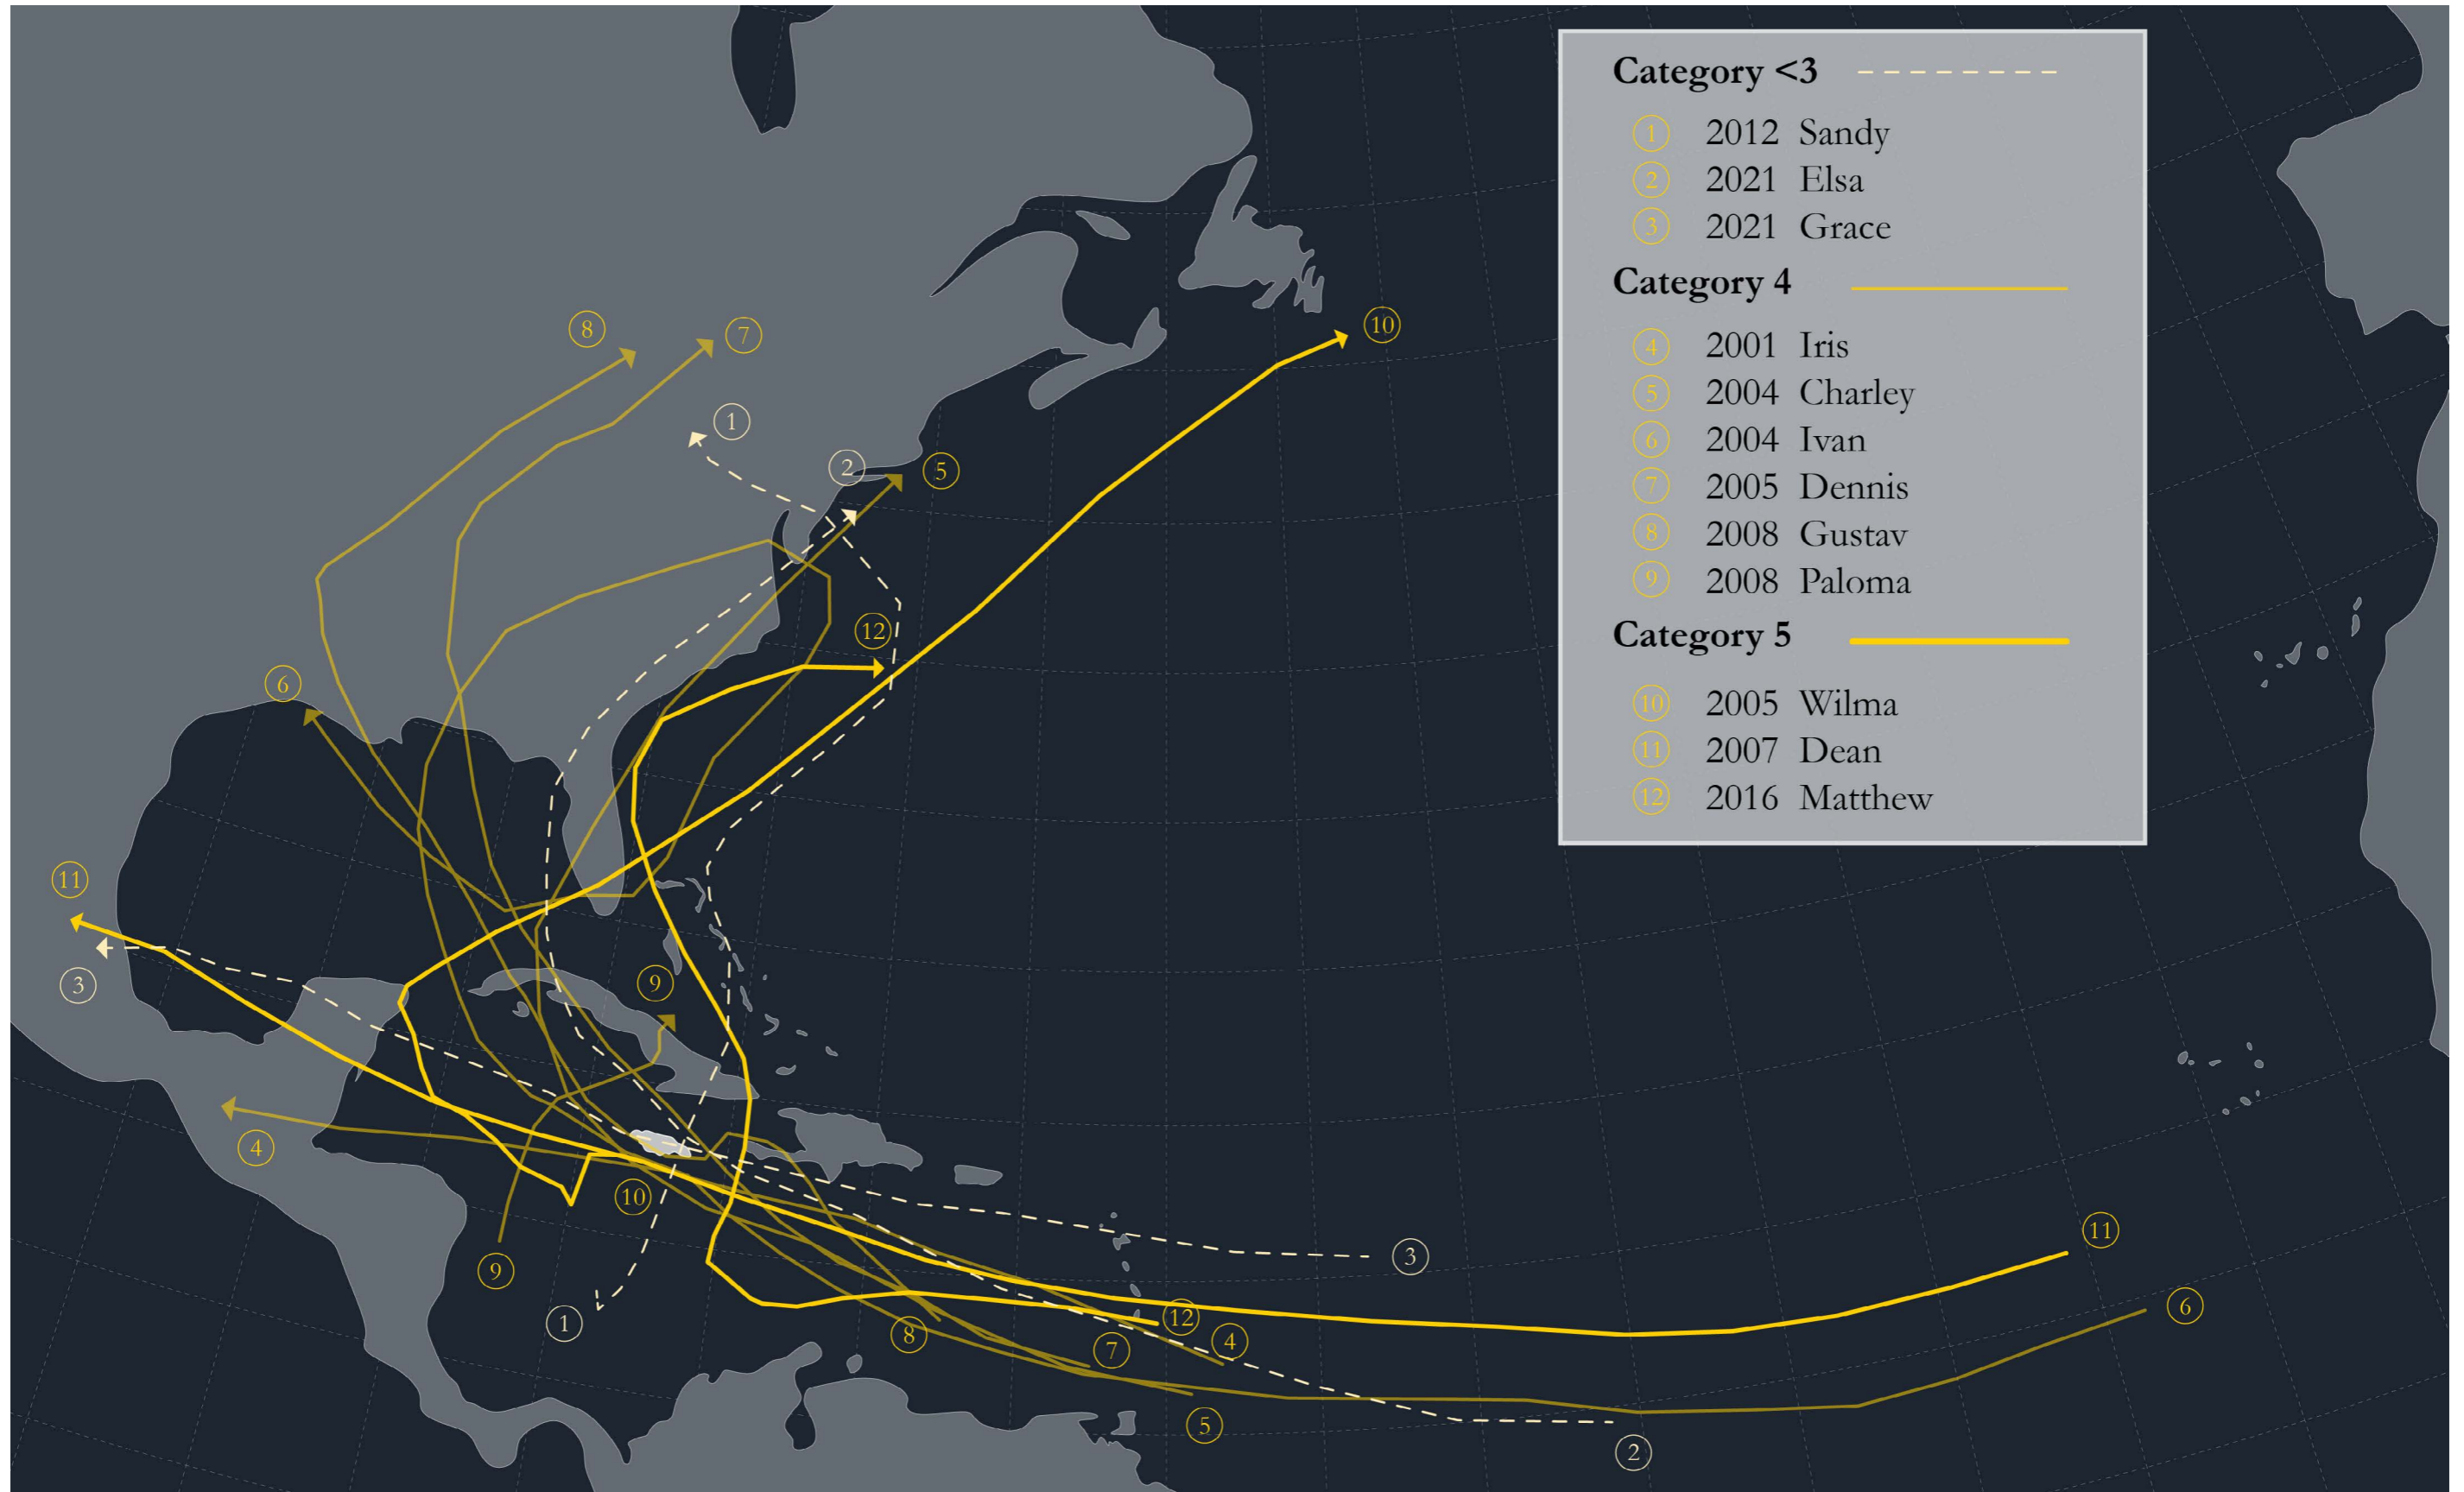 Category <3
1 2012 Sandy
2 2021 Elsa
3 2021 Grace
Category 4
4 2001 Iris
5 2004 Charley
6 2004 Ivan
7 2005 Dennis
8 2008 Gustav
9 2008 Paloma
Category 5
10 2005 Wilma
11 2007 Dean
12 2016 Matthew
8
7
10
1
2
5
12
6
11
3
9
4
10
9
1
8
7
12
4
5
3
2
11
6